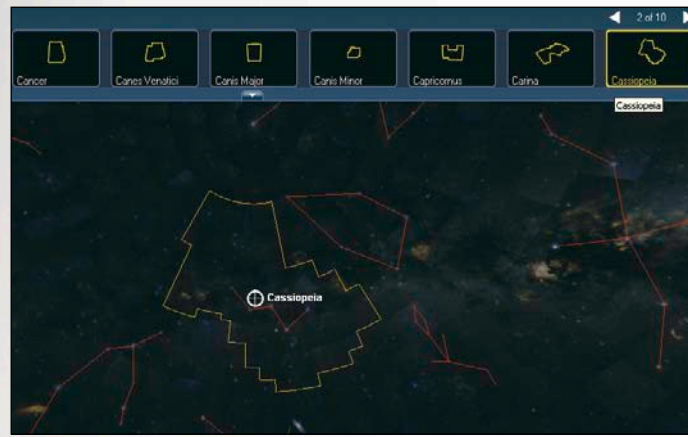 2 of 10
Cancer
Canes Venatici
Canis Major
Canis Minor
Capricornus
Carina
Cassiopeia
Cassiopeia
Cassiopeia